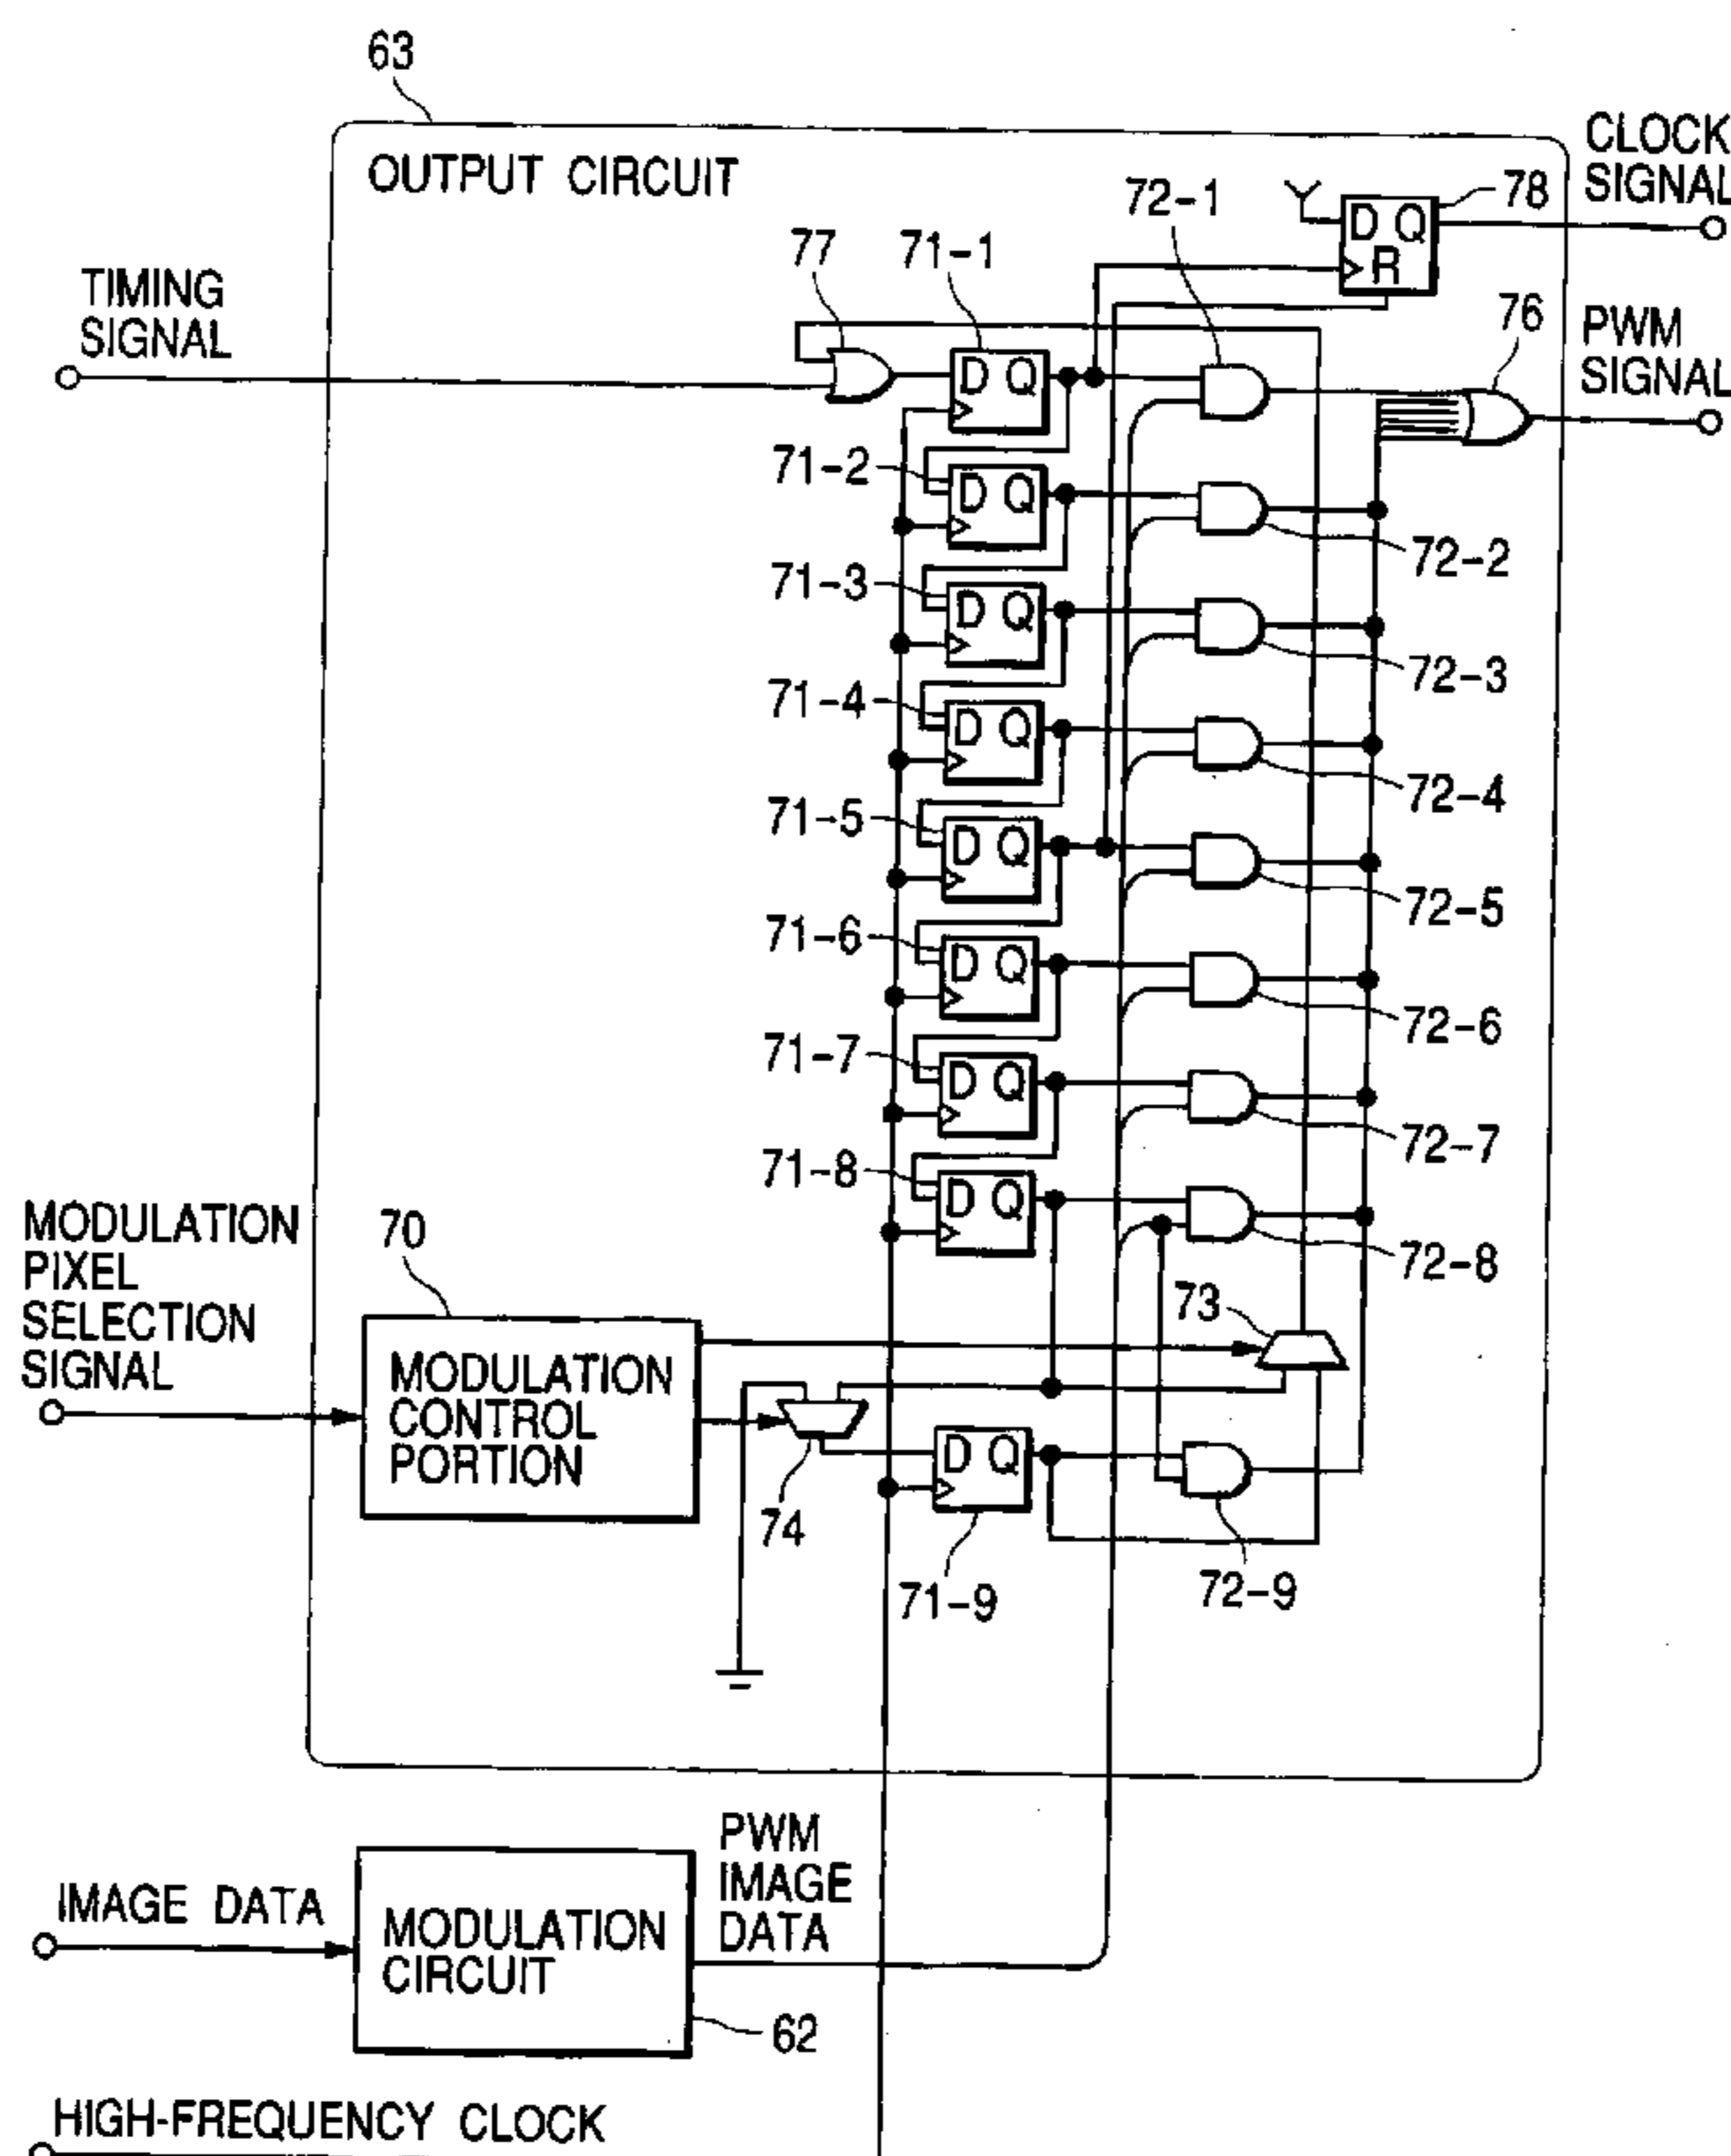 63
CLOCK
SIGNAL
OUTPUT CIRCUIT
72-1
78
D Q
R
77
71-1
TIMING
SIGNAL
76
PWM
SIGNAL
D Q
71-2
D Q
72-2
71-3
D Q
72-3
71-4
D Q
72-4
71-5
D Q
72-5
71-6
D Q
72-6
71-7
D Q
72-7
71-8
D Q
72-8
MODULATION
PIXEL
SELECTION
SIGNAL
70
73
MODULATION
CONTROL
PORTION
D Q
74
71-9
72-9
PWM
IMAGE
DATA
IMAGE DATA
MODULATION
CIRCUIT
62
HIGH-FREQUENCY CLOCK